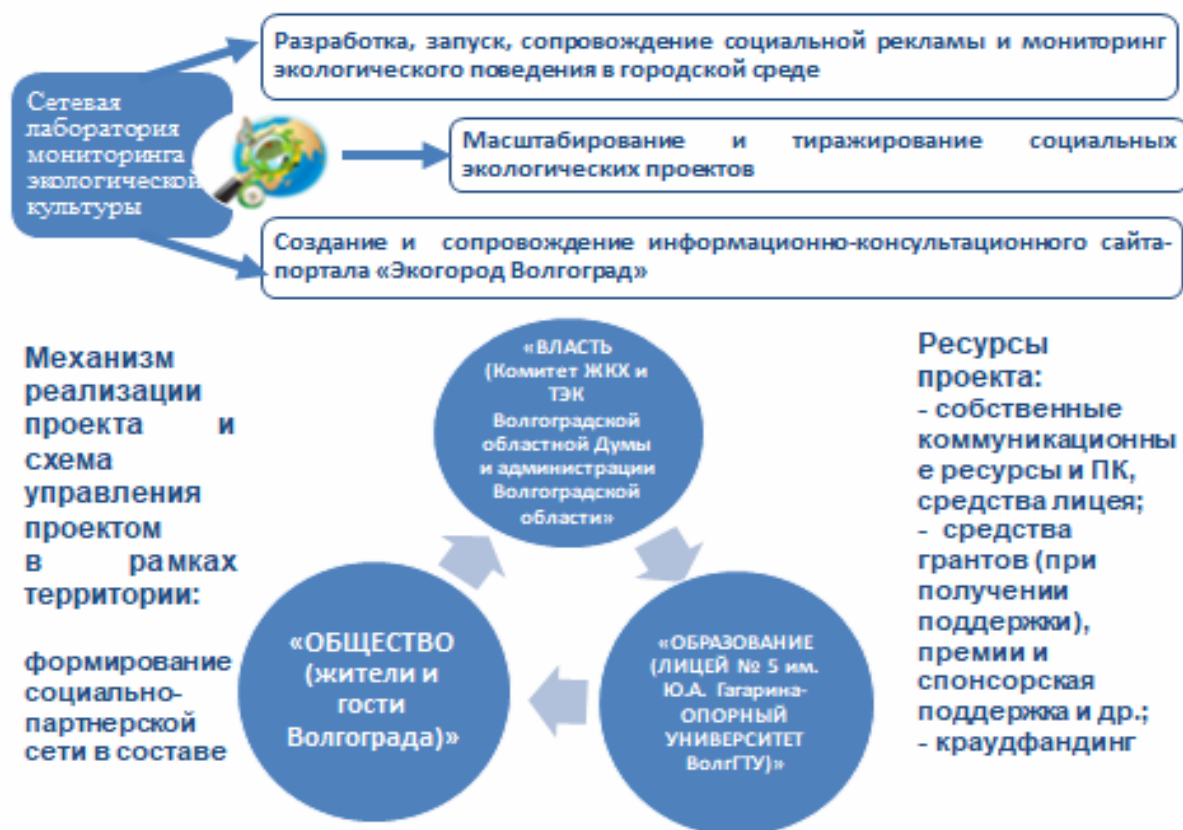 Разработка, запуск, сопровождение социальной рекламы и мониторинг
экологического поведения в городской среде
Сетевая
лаборатория
мониторинга
экологической
культуры
Масштабирование и тиражирование социальных
экологических проектов
Создание и сопровождение информационно-консультационного сайта-
портала «Экогород Волгоград»
Механизм
реализации
проекта и
схема
управления
проектом
в рамках
территории:
формирование
социально-
партнерской
сети в составе
«ВЛАСТЬ
(Комитет ЖКХ и
ТЭК
Волгоградской
областной Думы
и администрации
Волгоградской
области»
«ОБЩЕСТВО
(жители и
гости
Волгограда)»
«ОБРАЗОВАНИЕ
(ЛИЦЕЙ № 5 им.
Ю.А. Гагарина-
ОПОРНЫЙ
УНИВЕРСИТЕТ
ВолгГТУ)»
Ресурсы
проекта:
- собственные
коммуникационны
е ресурсы и ПК,
средства лицея;
- средства
грантов (при
получении
поддержки),
премии и
спонсорская
поддержка и др.;
- краудфандинг